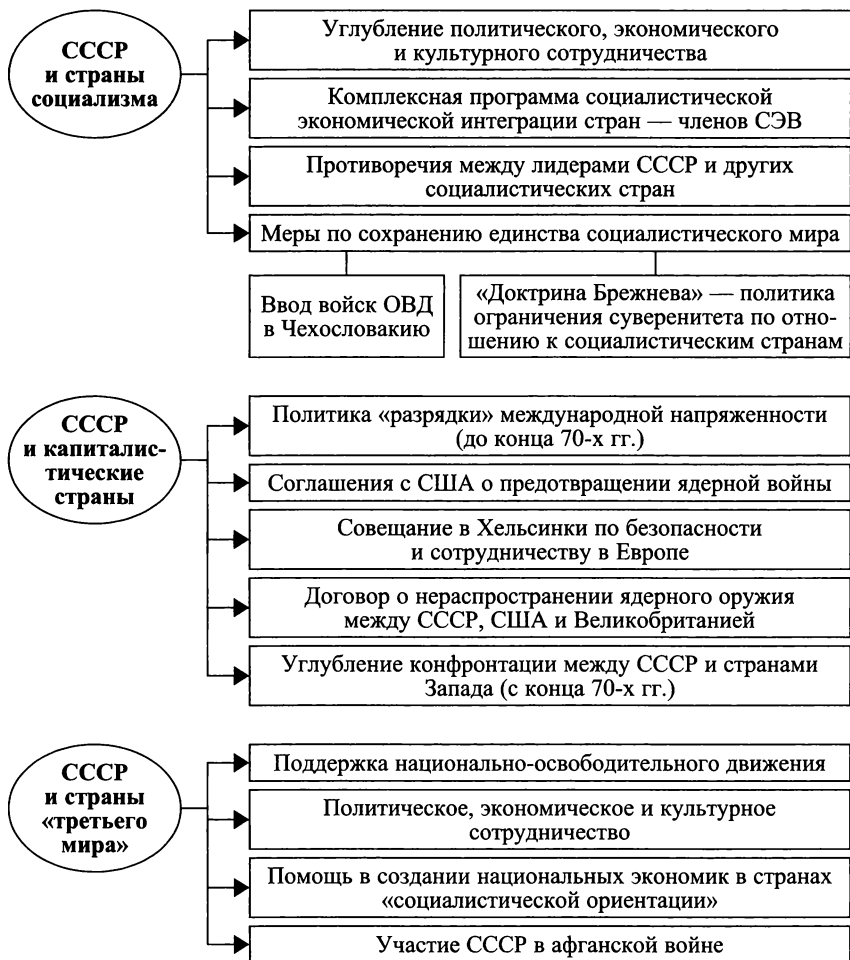 СССР
и страны
социализма
Углубление политического, экономического
и культурного сотрудничества
Комплексная программа социалистической
экономической интеграции стран — членов СЭВ
Противоречия между лидерами СССР и других
социалистических стран
Меры по сохранению единства социалистического мира
Ввод войск ОВД
в Чехословакию
«Доктрина Брежнева» — политика
ограничения суверенитета по отно-
шению к социалистическим странам
СССР
и капиталис-
тические
страны
Политика «разрядки» международной напряженности
(до конца 70-х гг.)
Соглашения с США о предотвращении ядерной войны
Совещание в Хельсинки по безопасности
и сотрудничеству в Европе
Договор о нераспространении ядерного оружия
между СССР, США и Великобританией
Углубление конфронтации между СССР и странами
Запада (с конца 70-х гг.)
СССР
и страны
«третьего
мира»
Поддержка национально-освободительного движения
Политическое, экономическое и культурное
сотрудничество
Помощь в создании национальных экономик в странах
«социалистической ориентации»
Участие СССР в афганской войне